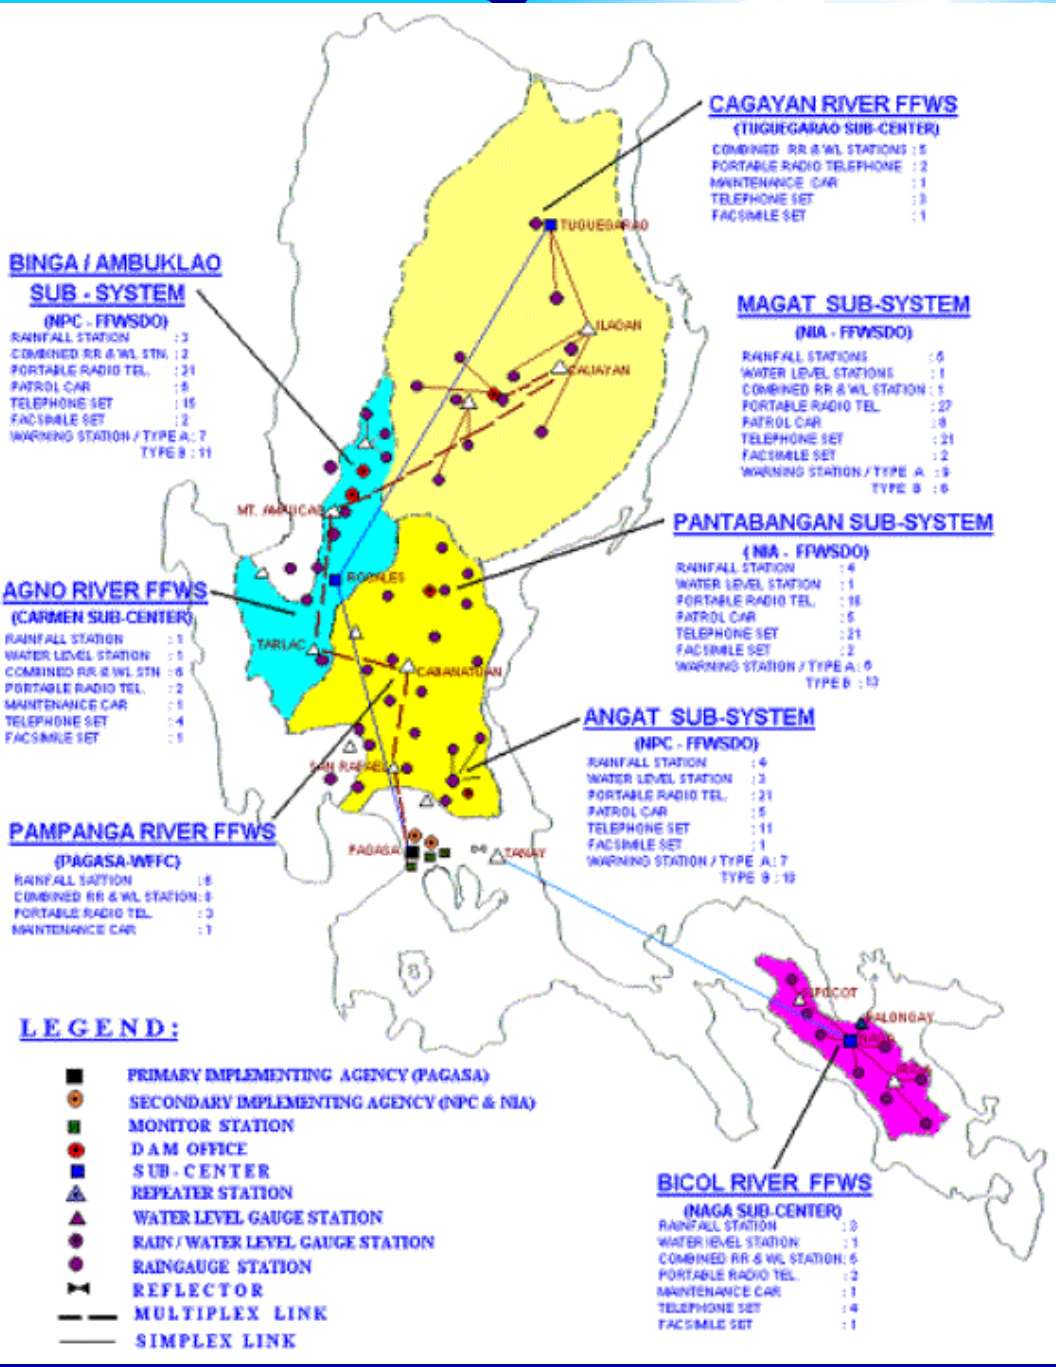 CAGAYAN RIVER FFWS
(TUGUEGARAO SUB-CENTER)
COMBINED RR & WL STATIONS : 5
PORTABLE RADIO TELEPHONE : 2
MAINTENANCE CAR : 1
TELEPHONE SET : 3
FACSIMILE SET : 1
TUGUEGARAO
BINGA / AMBUKLAO
SUB - SYSTEM
(NPC - FFWSDO)
RAINFALL STATION : 3
COMBINED RR & WL STN. : 2
PORTABLE RADIO TEL. : 21
PATROL CAR
TELEPHONE SET : 15
FACSIMILE SET : 2
WARNING STATION / TYPE A : 7
TYPE B : 11
MAGAT SUB-SYSTEM
(NIA - FFWSDO)
RAINFALL STATIONS
WATER LEVEL STATIONS : 1
COMBINED RR & WL STATION : 1
PORTABLE RADIO TEL. : 27
PATROL CAR
TELEPHONE SET : 21
FACSIMILE SET : 2
WARNING STATION / TYPE A : 9
TYPE B : 6
ILAGAN
CAUAYAN
MT.
PANTABANGAN SUB-SYSTEM
(NIA - FFWSDO)
RAINFALL STATION : 4
WATER LEVEL STATION : 1
PORTABLE RADIO TEL.
PATROL CAR : 5
TELEPHONE SET : 21
FACSIMILE SET : 2
WARNING STATION / TYPE A : 6
TYPE B : 13
ROSALES
AGNO RIVER FFWS
(CARMEN SUB-CENTER)
RAINFALL STATION : 1
WATER LEVEL STATION : 1
COMBINED RR & WL STN : 6
PORTABLE RADIO TEL. : 2
MAINTENANCE CAR : 1
TELEPHONE SET : 4
FACSIMILE SET : 1
TARLAC
CABANATUAN
ANGAT SUB-SYSTEM
(NPC - FFWSDO)
RAINFALL STATION : 4
WATER LEVEL STATION : 3
PORTABLE RADIO TEL. : 21
PATROL CAR : 5
TELEPHONE SET : 11
FACSIMILE SET : 1
WARNING STATION / TYPE A : 7
TYPE B
SAN RAFAEL
PAMPANGA RIVER FFWS
(PAGASA-WFFC)
RAINFALL SATTION
COMBINED RR & WL STATION:
PORTABLE RADIO TEL. : 3
MAINTENANCE CAR : 1
PAGASA
TANAY
SIPOCOT
NAGA
IRIGA
BICOL RIVER FFWS
(NAGA SUB-CENTER)
RAINFALL STATION : 3
WATER LEVEL STATION : 1
COMBINED RR & WL STATION:
PORTABLE RADIO TEL. : 2
MAINTENANCE CAR : 1
TELEPHONE SET : 4
FACSIMILE SET : 1
LEGEND:
PRIMARY IMPLEMENTING AGENCY (PAGASA)
SECONDARY IMPLEMENTING AGENCY (NPC & NIA)
MONITOR STATION
DAM OFFICE
SUB-CENTER
REPEATER STATION
WATER LEVEL GAUGE STATION
RAIN / WATER LEVEL GAUGE STATION
RAINGAUGE STATION
REFLECTOR
MULTIPLEX LINK
SIMPLEX LINK